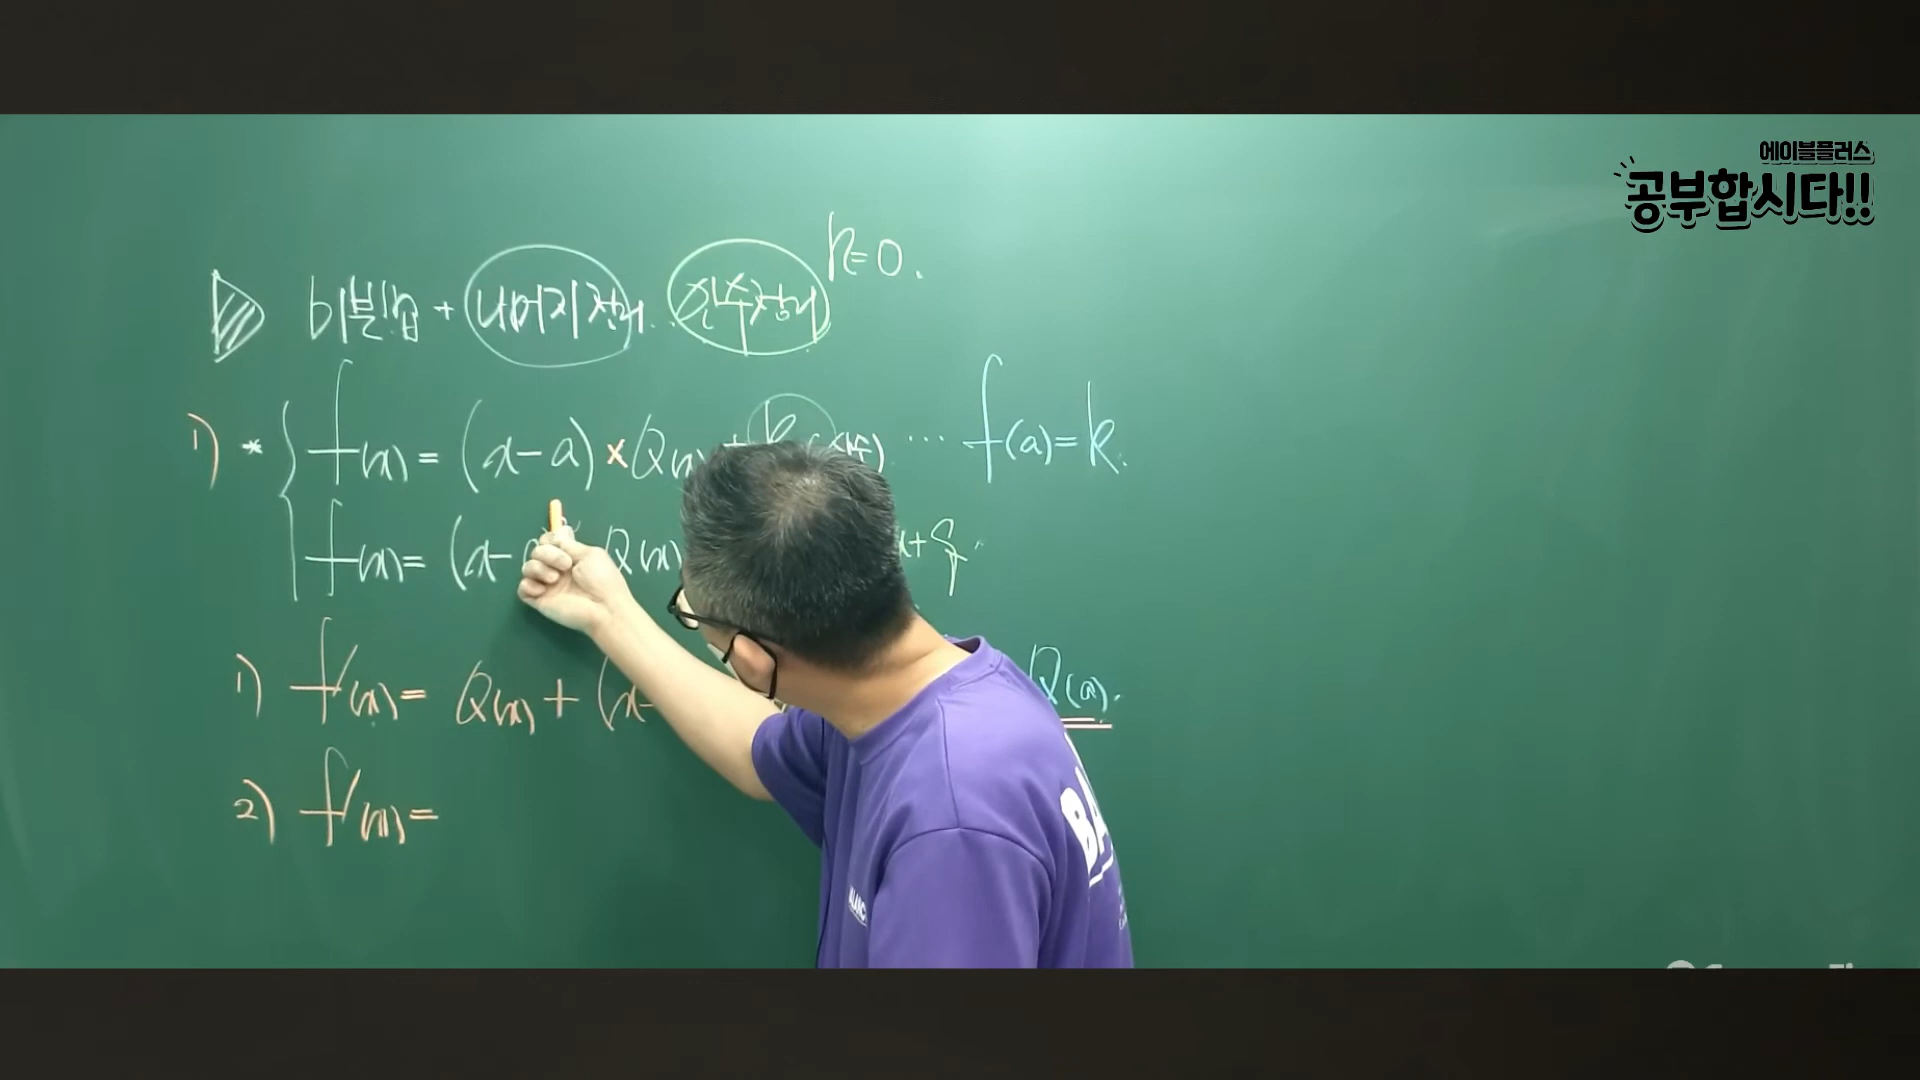 에이블플러스
공부합시다!!
k=0.
미분법 + 나머지 정리. 인수정리
1) * f(x) = (x-a) × Q(x) + k (상수). ... f(a)=k.
f(x) = (x- Q(x) x+q.
1) f'(x) = Q(x) + (x- Q(a).
2) f'(x) =